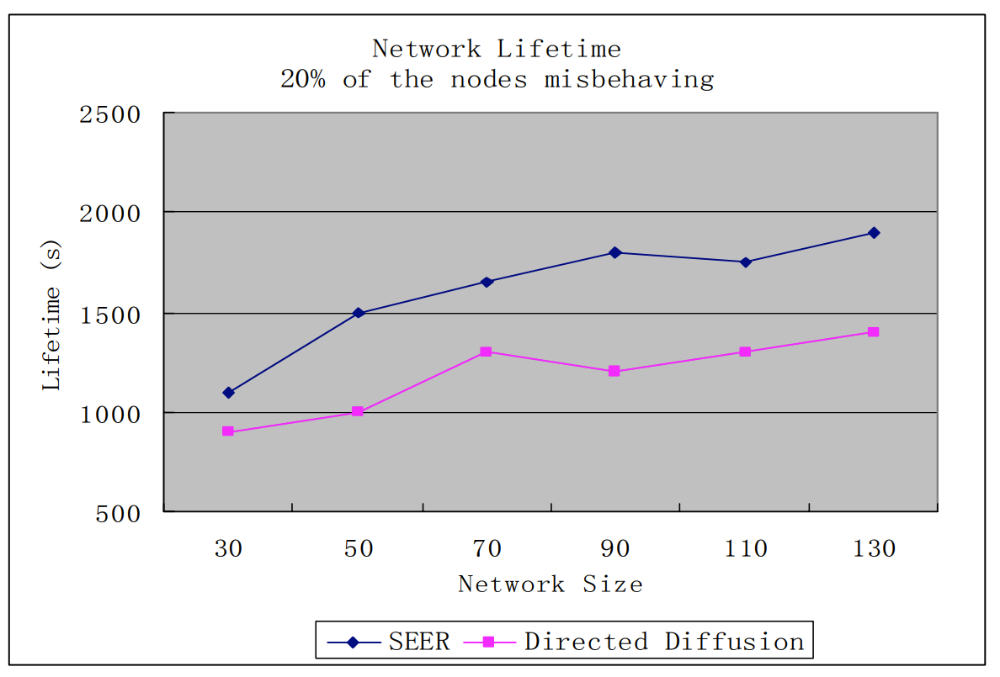 Network Lifetime
20% of the nodes misbehaving
2500
2000
1500
1000
500
Lifetime (s)
30 50 70 90 110 130
Network Size
SEER Directed Diffusion